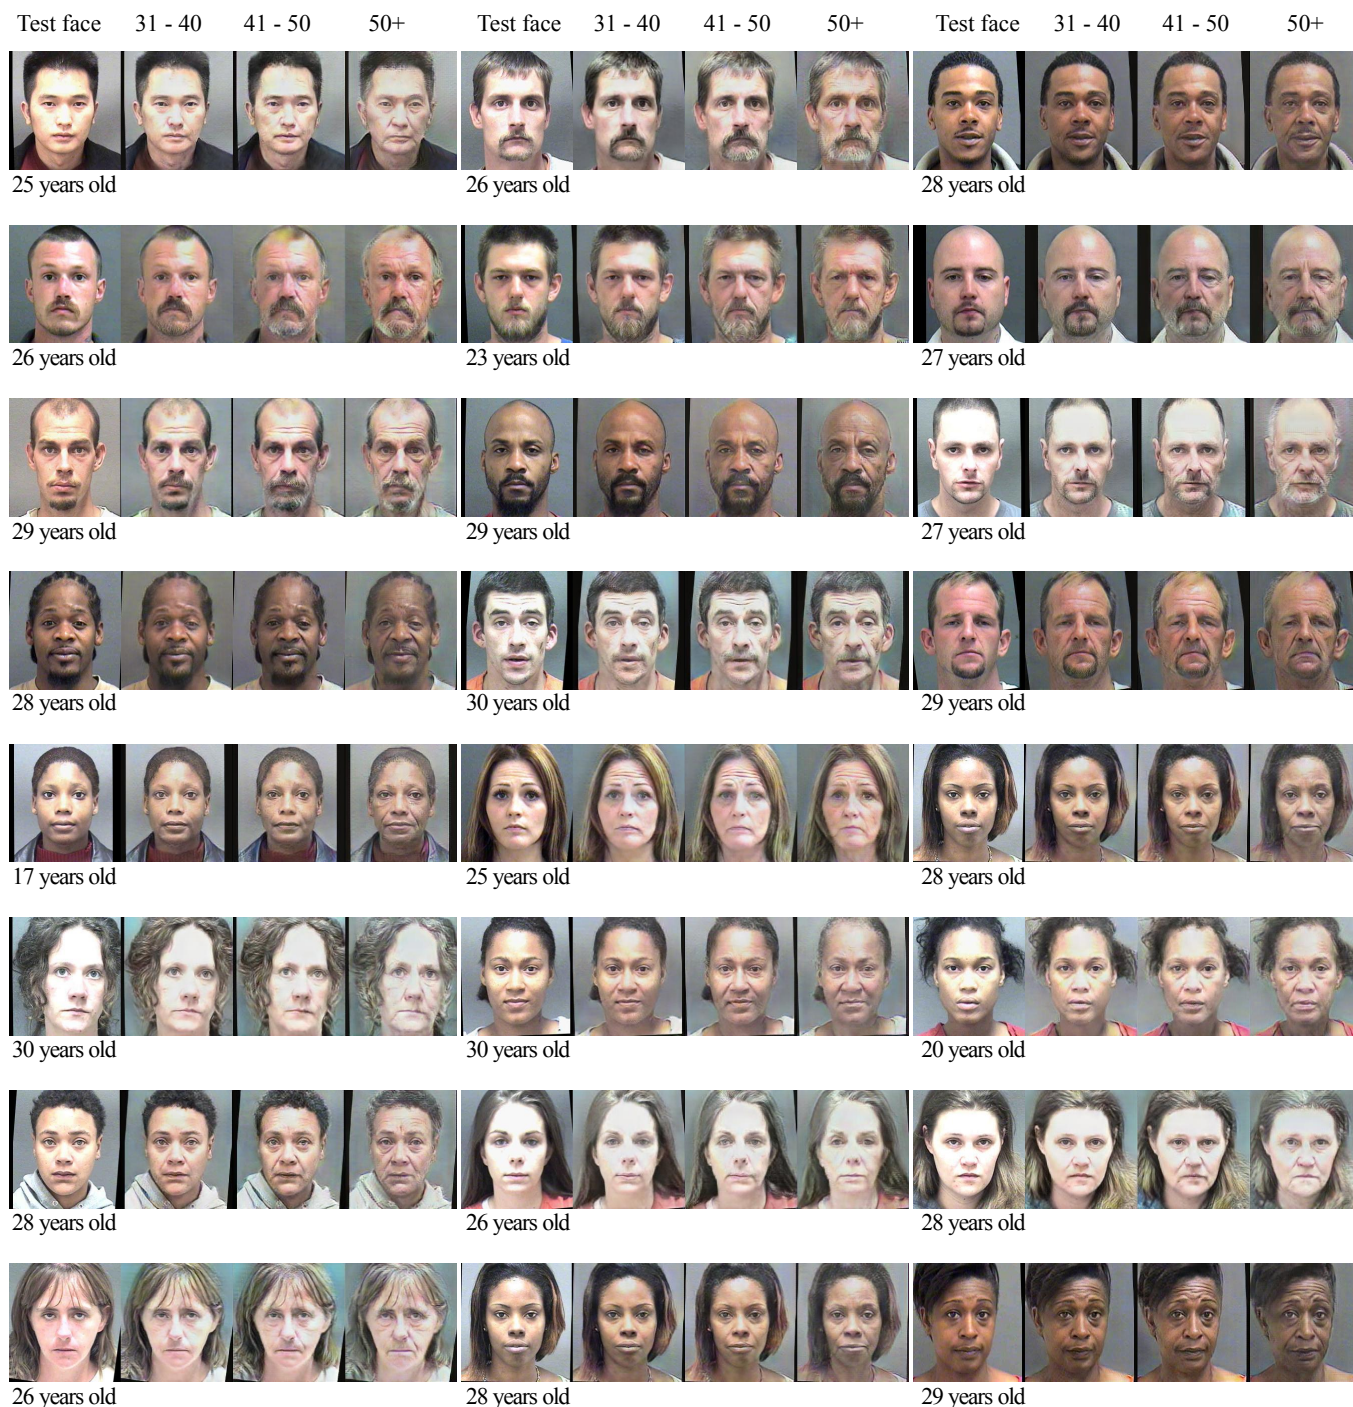 Test face 31 - 40 41 - 50 50+ Test face 31 - 40 41 - 50 50+ Test face 31 - 40 41 - 50 50+
25 years old 26 years old 28 years old
26 years old 23 years old 27 years old
29 years old 29 years old 27 years old
28 years old 30 years old 29 years old
17 years old 25 years old 28 years old
30 years old 30 years old 20 years old
28 years old 26 years old 28 years old
26 years old 28 years old 29 years old